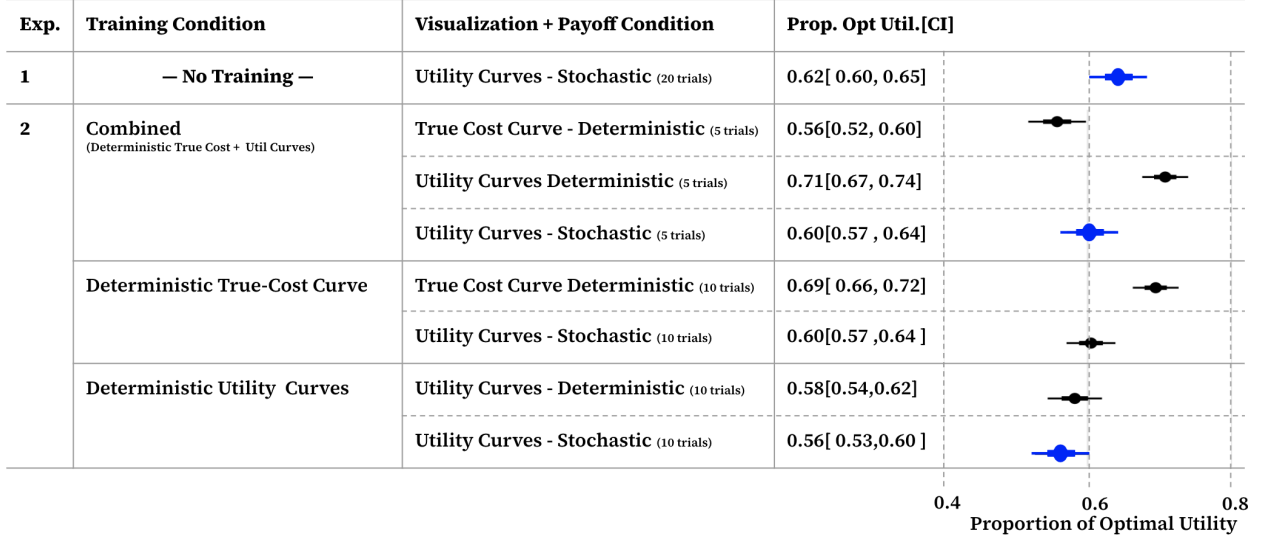 Exp. Training Condition Visualization + Payoff Condition Prop. Opt Util.[CI]
1 — No Training — Utility Curves - Stochastic (20 trials) 0.62[ 0.60, 0.65]
2 Combined True Cost Curve - Deterministic (5 trials) 0.56[0.52, 0.60]
(Deterministic True Cost + Util Curves)
Utility Curves Deterministic (5 trials) 0.71[0.67, 0.74]
Utility Curves - Stochastic (5 trials) 0.60[0.57 , 0.64]
Deterministic True-Cost Curve True Cost Curve Deterministic (10 trials) 0.69[ 0.66, 0.72]
Utility Curves - Stochastic (10 trials) 0.60[0.57 ,0.64 ]
Deterministic Utility Curves Utility Curves - Deterministic (10 trials) 0.58[0.54,0.62]
Utility Curves - Stochastic (10 trials) 0.56[ 0.53,0.60 ]
0.4 0.6 0.8
Proportion of Optimal Utility